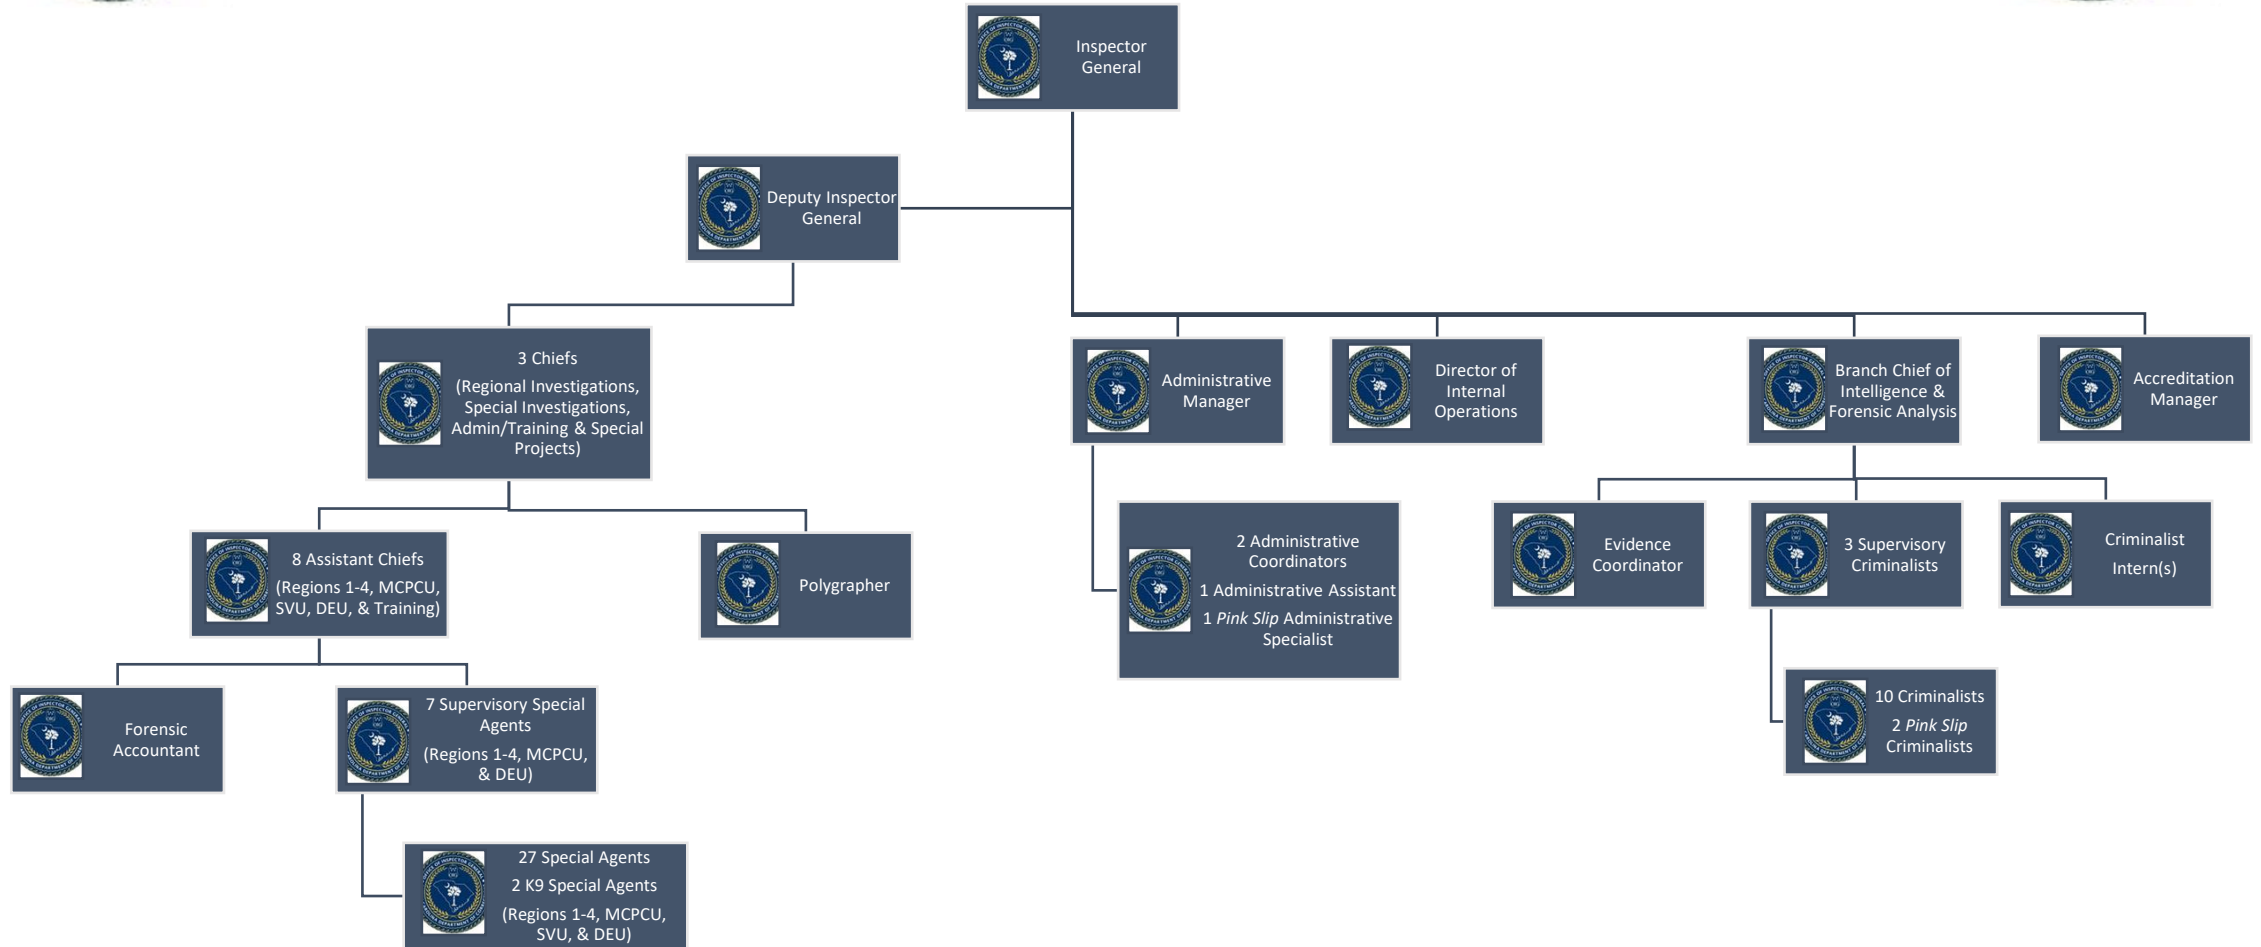 Inspector
General
Deputy Inspector
General
3 Chiefs
(Regional Investigations,
Special Investigations,
Admin/Training & Special
Projects)
Administrative
Manager
Director of
Internal
Operations
Branch Chief of
Intelligence &
Forensic Analysis
Accreditation
Manager
8 Assistant Chiefs
(Regions 1-4, MCPCU,
SVU, DEU, & Training)
Polygrapher
2 Administrative
Coordinators
1 Administrative Assistant
1 Pink Slip Administrative
Specialist
Evidence
Coordinator
3 Supervisory
Criminalists
Criminalist
Intern(s)
Forensic
Accountant
7 Supervisory Special
Agents
(Regions 1-4, MCPCU,
& DEU)
10 Criminalists
2 Pink Slip
Criminalists
27 Special Agents
2 K9 Special Agents
(Regions 1-4, MCPCU,
SVU, & DEU)